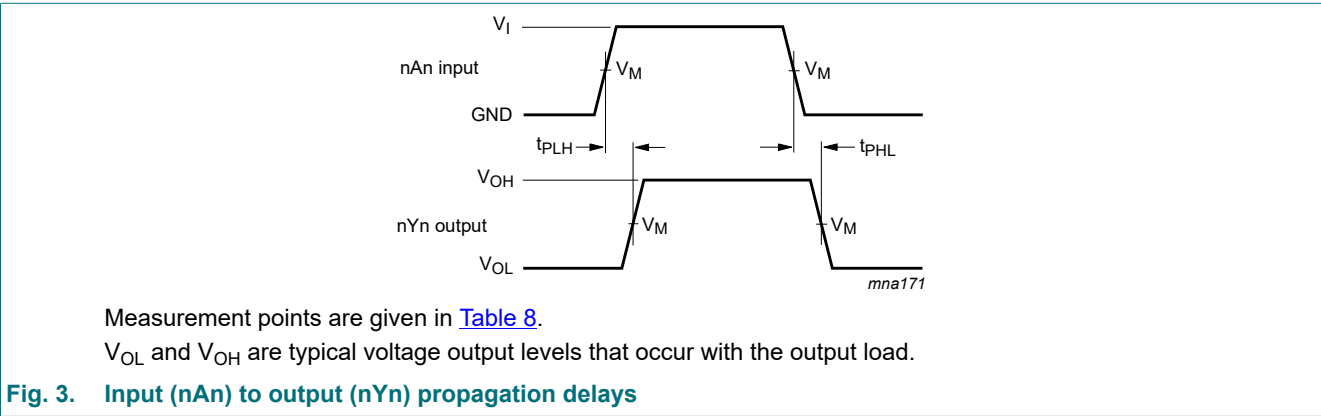 VI
nAn input
VM
VM
GND
tPLH
tPHL
VOH
nYn output
VM
VM
VOL
mna171
Measurement points are given in Table 8.
VOL and VOH are typical voltage output levels that occur with the output load.
Fig. 3. Input (nAn) to output (nYn) propagation delays